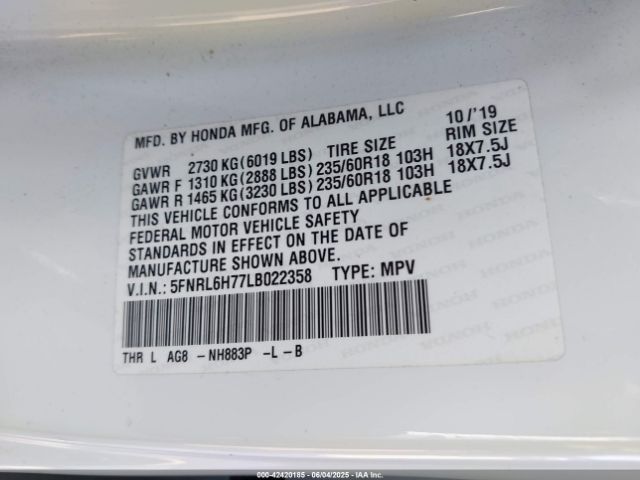 MFD. BY HONDA MFG. OF ALABAMA, LLC 10/'19
GVWR 2730 KG(6019 LBS) TIRE SIZE RIM SIZE
GAWR F 1310 KG(2888 LBS)235/60R18 103H 18X7.5J
GAWR R 1465 KG(3230 LBS)235/60R18 103H 18X7.5J
THIS VEHICLE CONFORMS TO ALL APPLICABLE
FEDERAL MOTOR VEHICLE SAFETY
STANDARDS IN EFFECT ON THE DATE OF
MANUFACTURE SHOWN ABOVE.
V.I.N.: 5FNRL6H77LB022358 TYPE: MPV
THR L AG8 -NH883P -L-B
000-42420185 - 06/04/2025 - IAAI.COM